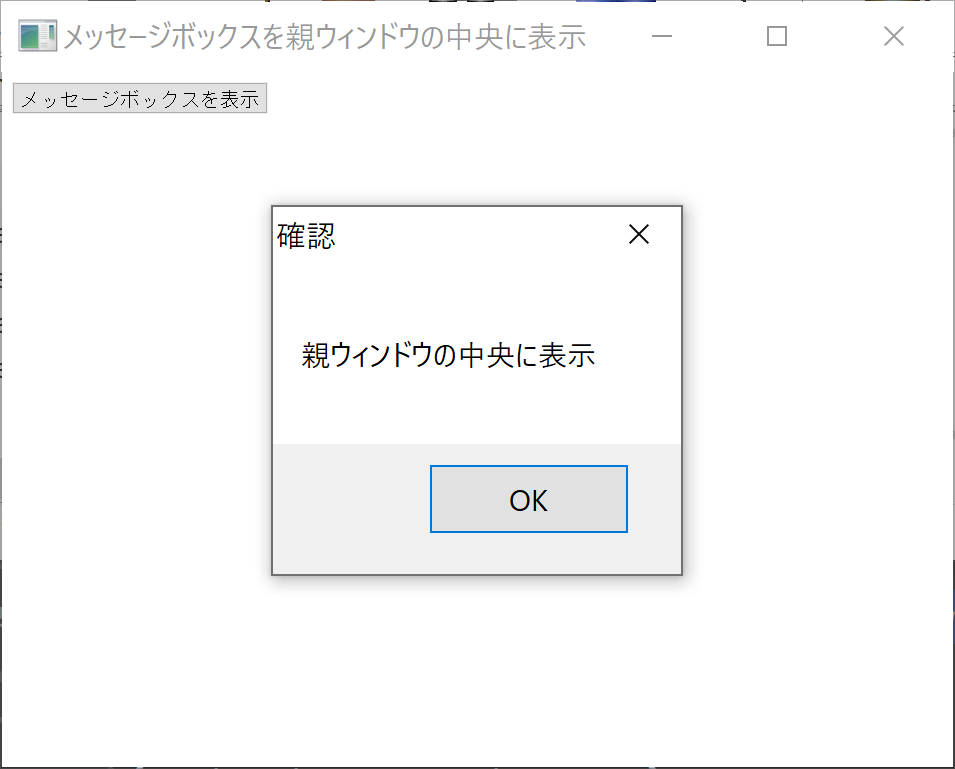 メッセージボックスを親ウィンドウの中央に表示
メッセージボックスを表示
確認
親ウィンドウの中央に表示
OK